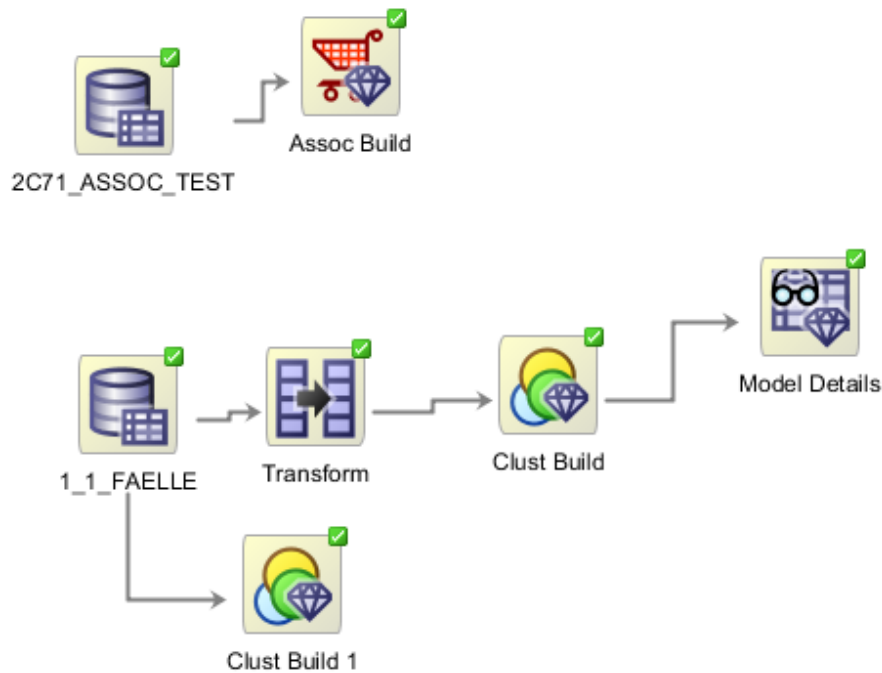 Assoc Build
2C71_ASSOC_TEST
Model Details
1_1_FAELLE
Transform
Clust Build
Clust Build 1